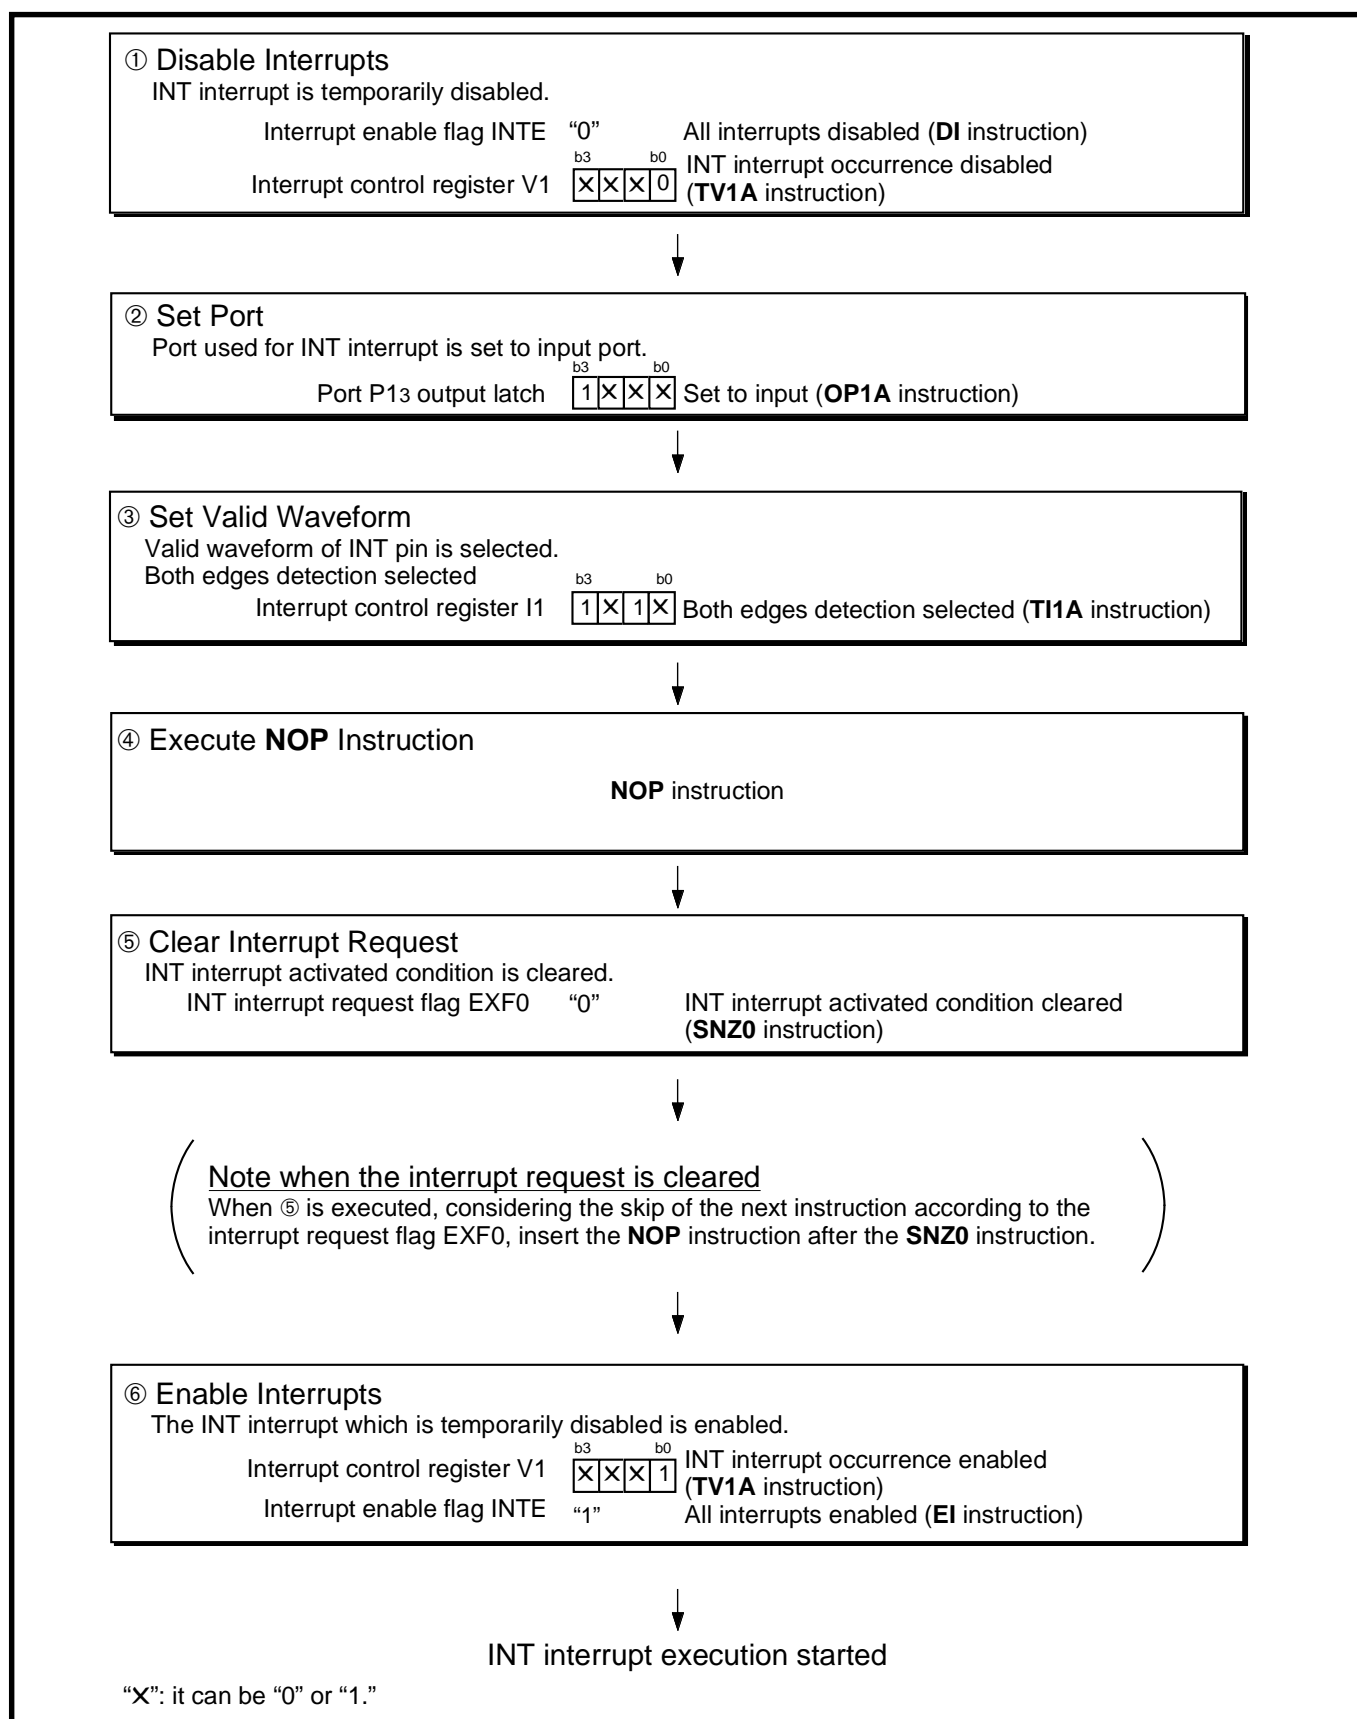 ① Disable Interrupts
INT interrupt is temporarily disabled.
Interrupt enable flag INTE “0” All interrupts disabled (DI instruction)
b3 b0 INT interrupt occurrence disabled
Interrupt control register V1 ✕ ✕ ✕ 0 (TV1A instruction)
② Set Port
Port used for INT interrupt is set to input port.
b3 b0
Port P13 output latch 1 ✕ ✕ ✕ Set to input (OP1A instruction)
③ Set Valid Waveform
Valid waveform of INT pin is selected.
Both edges detection selected b3 b0
Interrupt control register I1 1 ✕ 1 ✕ Both edges detection selected (TI1A instruction)
④ Execute NOP Instruction
NOP instruction
⑤ Clear Interrupt Request
INT interrupt activated condition is cleared.
INT interrupt request flag EXF0 “0” INT interrupt activated condition cleared
(SNZ0 instruction)
Note when the interrupt request is cleared
When ⑤ is executed, considering the skip of the next instruction according to the
interrupt request flag EXF0, insert the NOP instruction after the SNZ0 instruction.
⑥ Enable Interrupts
The INT interrupt which is temporarily disabled is enabled.
b3 b0 INT interrupt occurrence enabled
Interrupt control register V1 ✕ ✕ ✕ 1 (TV1A instruction)
Interrupt enable flag INTE “1” All interrupts enabled (EI instruction)
INT interrupt execution started
“✕”: it can be “0” or “1.”